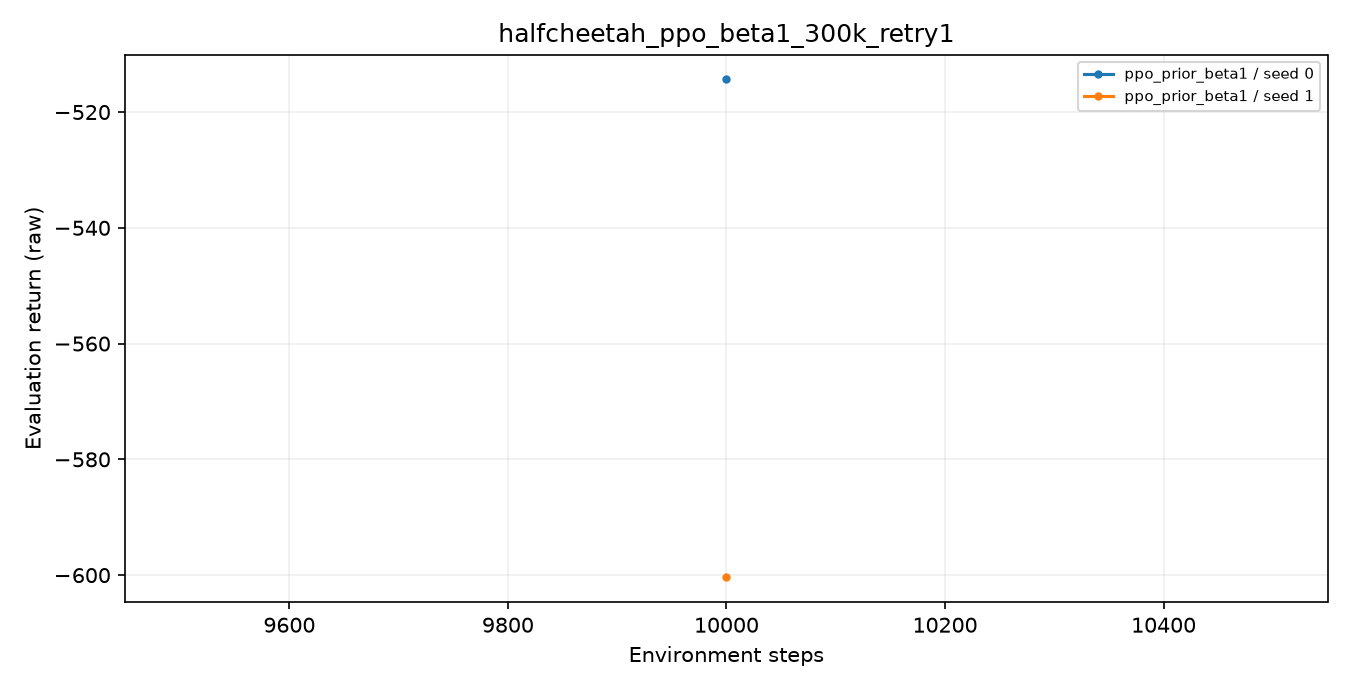 halfcheetah_ppo_beta1_300k_retry1
ppo_prior_beta1 / seed 0
ppo_prior_beta1 / seed 1
Evaluation return (raw)
−520
−540
−560
−580
−600
9600 9800 10000 10200 10400
Environment steps